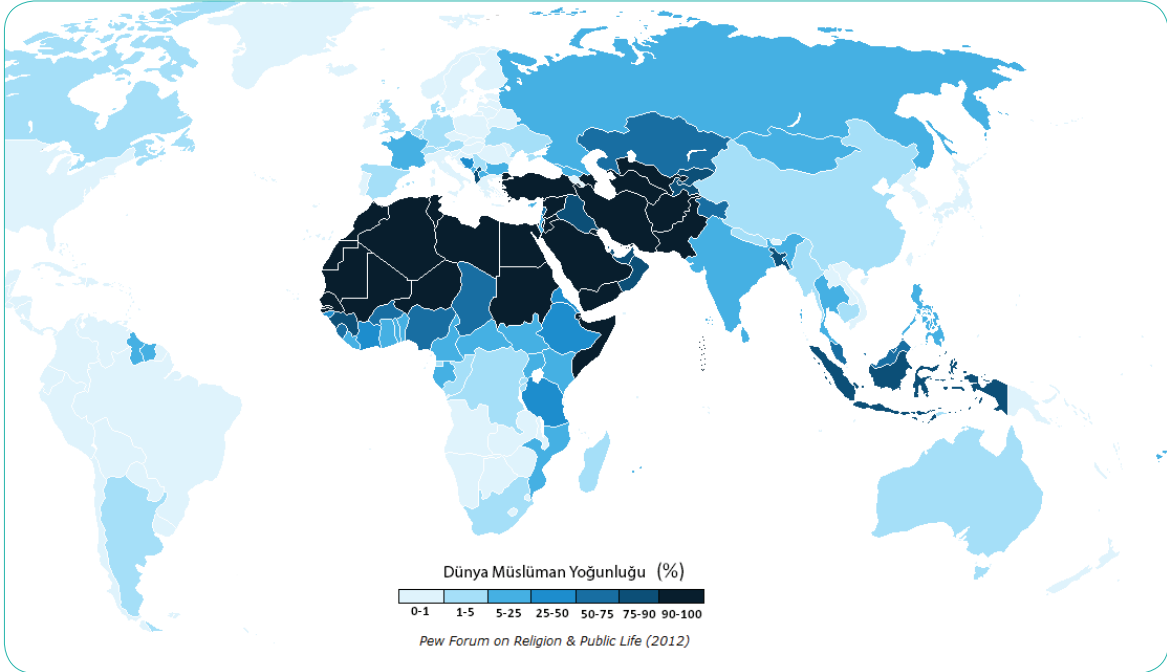 Dünya Müslüman Yoğunluğu (%)
0-1 1-5 5-25 25-50 50-75 75-90 90-100
Pew Forum on Religion & Public Life (2012)